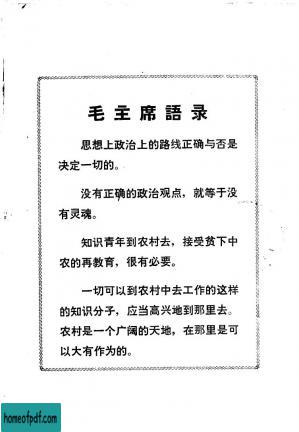 毛主席語录
思想上政治上的路线正确与否是
决定一切的。
没有正确的政治观点，就等于没
有灵魂。
知识青年到农村去，接受贫下中
农的再教育，很有必要。
一切可以到农村中去工作的这样
的知识分子，应当高兴地到那里去。
农村是一个广阔的天地，在那里是可
以大有作为的。
homeofpdf.com
homeofpdf.com